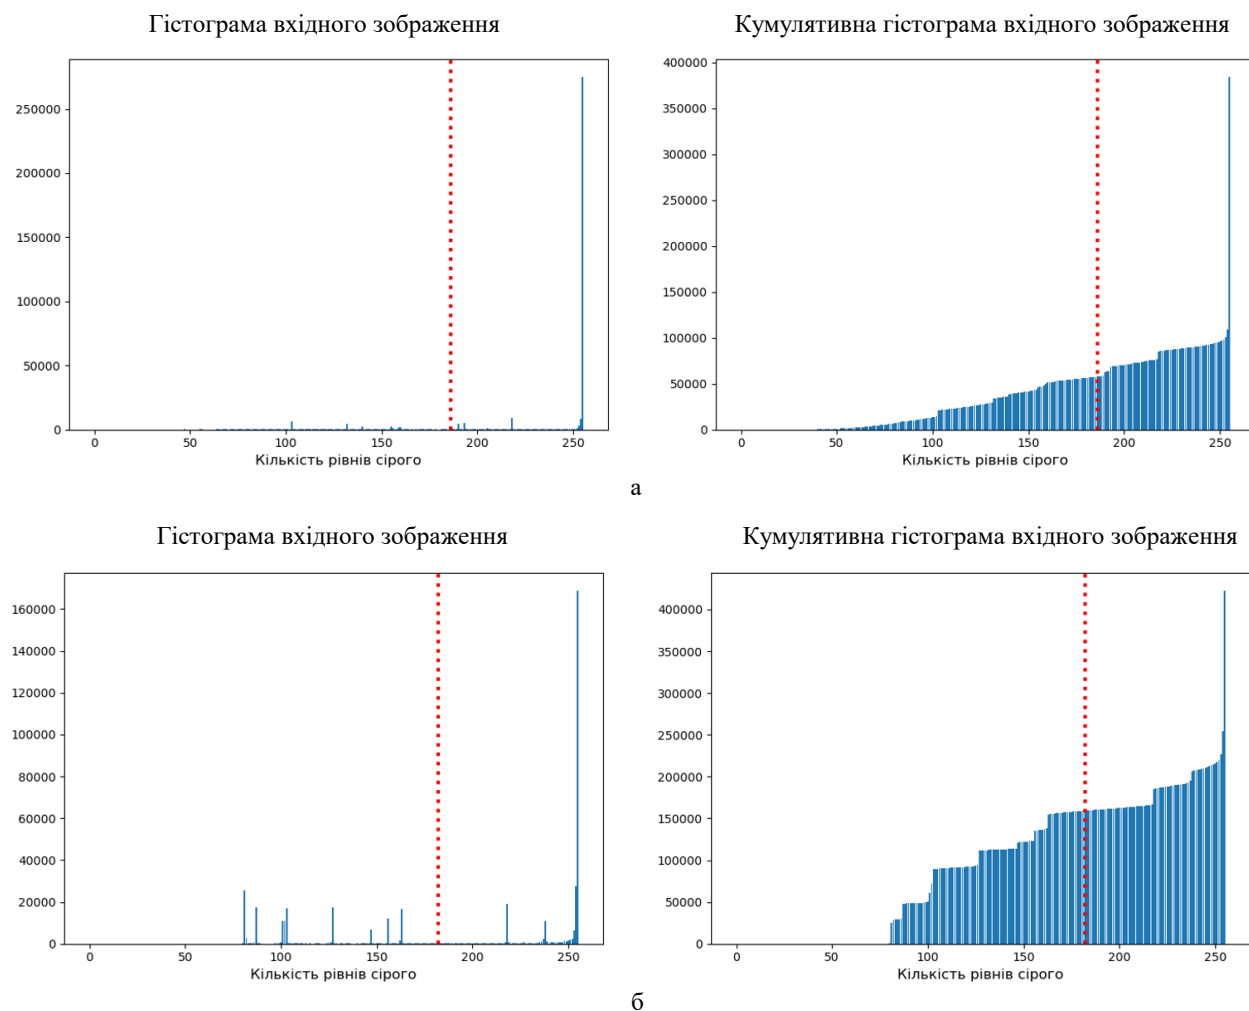 Гістограма вхідного зображення
Кумулятивна гістограма вхідного зображення
250000
200000
150000
100000
50000
0
0 50 100 150 200 250
Кількість рівнів сірого
400000
350000
300000
250000
200000
150000
100000
50000
0
0 50 100 150 200 250
Кількість рівнів сірого
а
Гістограма вхідного зображення
Кумулятивна гістограма вхідного зображення
160000
140000
120000
100000
80000
60000
40000
20000
0
0 50 100 150 200 250
Кількість рівнів сірого
400000
350000
300000
250000
200000
150000
100000
50000
0
0 50 100 150 200 250
Кількість рівнів сірого
б